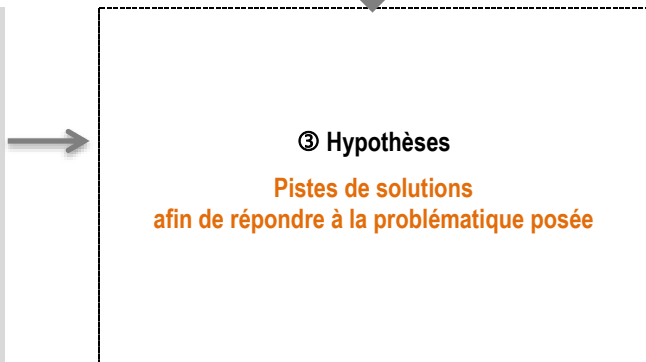 ③ Hypothèses
Pistes de solutions
afin de répondre à la problématique posée